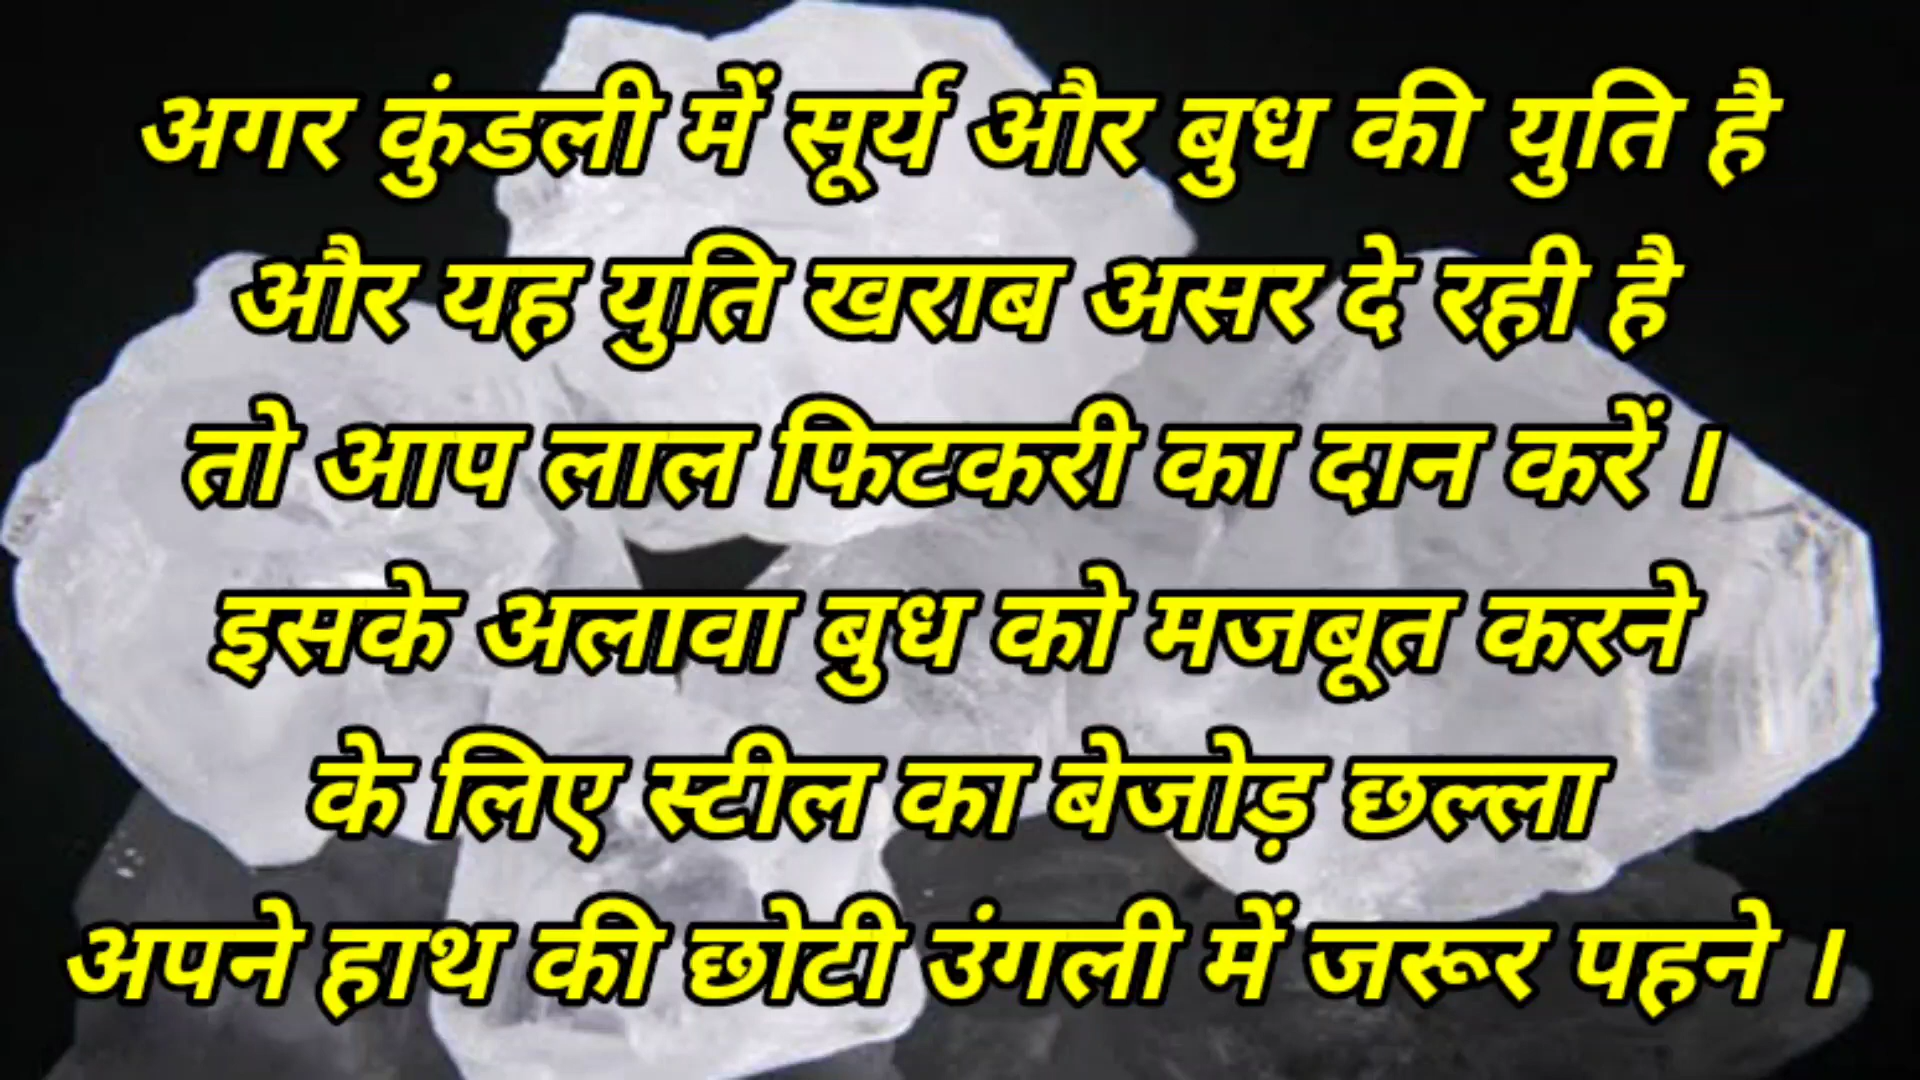 अगर कुंडली में सूर्य और बुध की युति है
और यह युति खराब असर दे रही है
तो आप लाल फिटकरी का दान करें ।
इसके अलावा बुध को मजबूत करने
के लिए स्टील का बेजोड़ छल्ला
अपने हाथ की छोटी उंगली में जरूर पहने ।